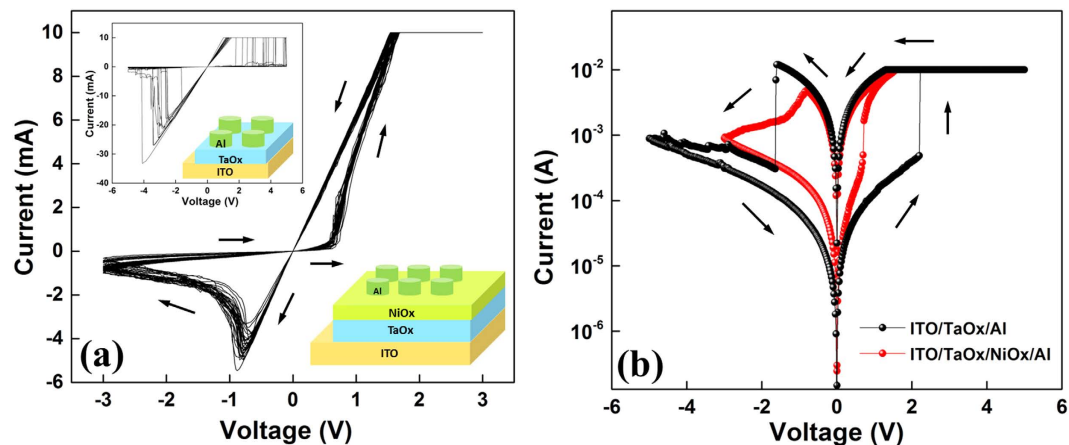 10
8
6
4
2
0
-2
-4
-6
-3 -2 -1 0 1 2 3
Current (mA)
Voltage (V)
(a)
10
0
-10
-20
-30
-40
-6 -4 -2 0 2 4 6
Current (mA)
Voltage (V)
Al
TaOx
ITO
Al
NiOx
TaOx
ITO
10⁻²
10⁻³
10⁻⁴
10⁻⁵
10⁻⁶
-6 -4 -2 0 2 4 6
Current (A)
Voltage (V)
ITO/TaOx/Al
ITO/TaOx/NiOx/Al
(b)